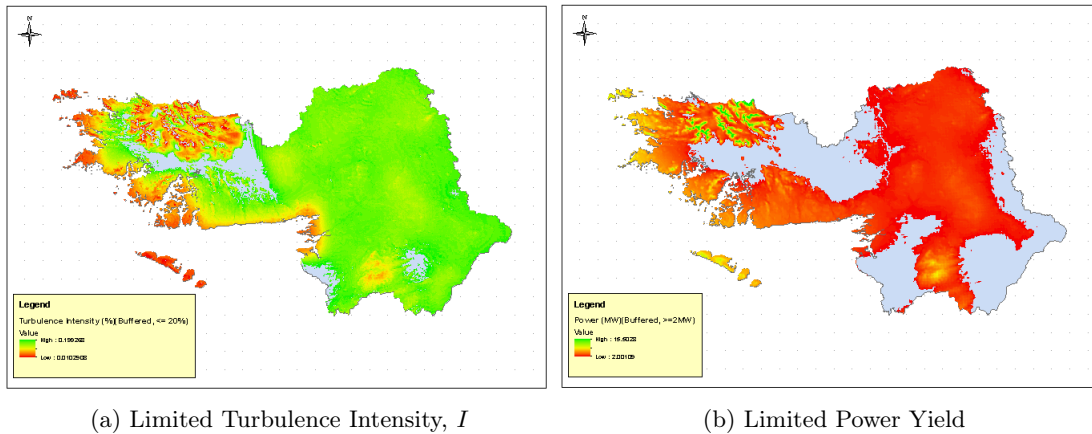 Legend
Turbulence Intensity (%)(Buffered, <= 20%)
Value
High : 0.199268
Low : 0.0102908
Legend
Power (MW)(Buffered, >=2MW)
Value
High : 15.5028
Low : 2.00109
(a) Limited Turbulence Intensity, I
(b) Limited Power Yield